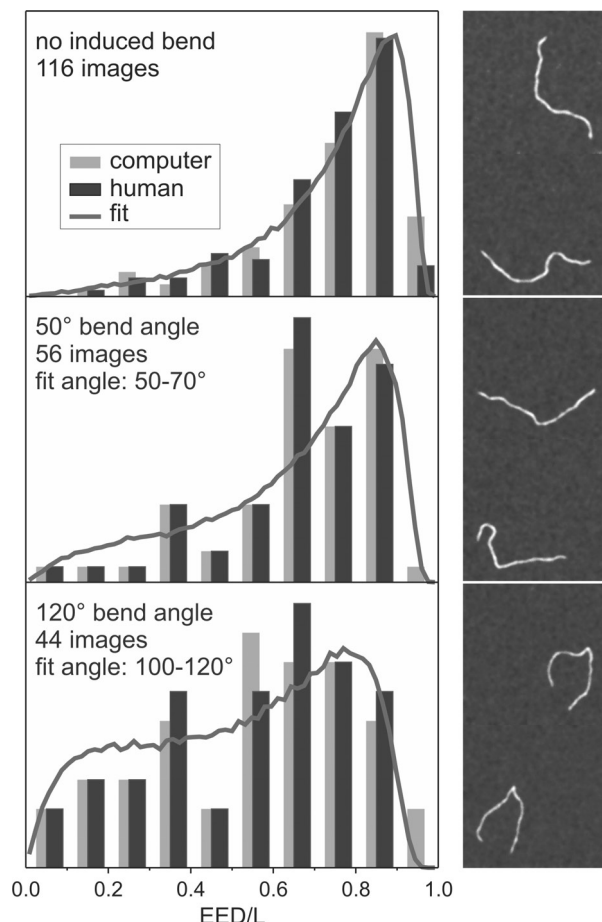 no induced bend
116 images
computer
human
fit
50° bend angle
56 images
fit angle: 50-70°
120° bend angle
44 images
fit angle: 100-120°
0.0 0.2 0.4 0.6 0.8 1.0
EED/L